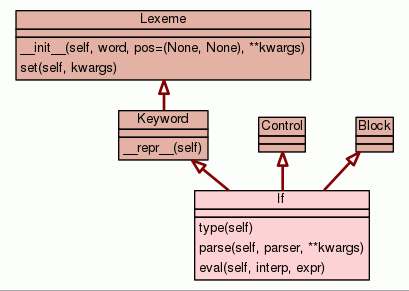 Lexeme
__init__(self, word, pos=(None, None), **kwargs)
set(self, kwargs)
Keyword
__repr__(self)
Control
Block
If
type(self)
parse(self, parser, **kwargs)
eval(self, interp, expr)